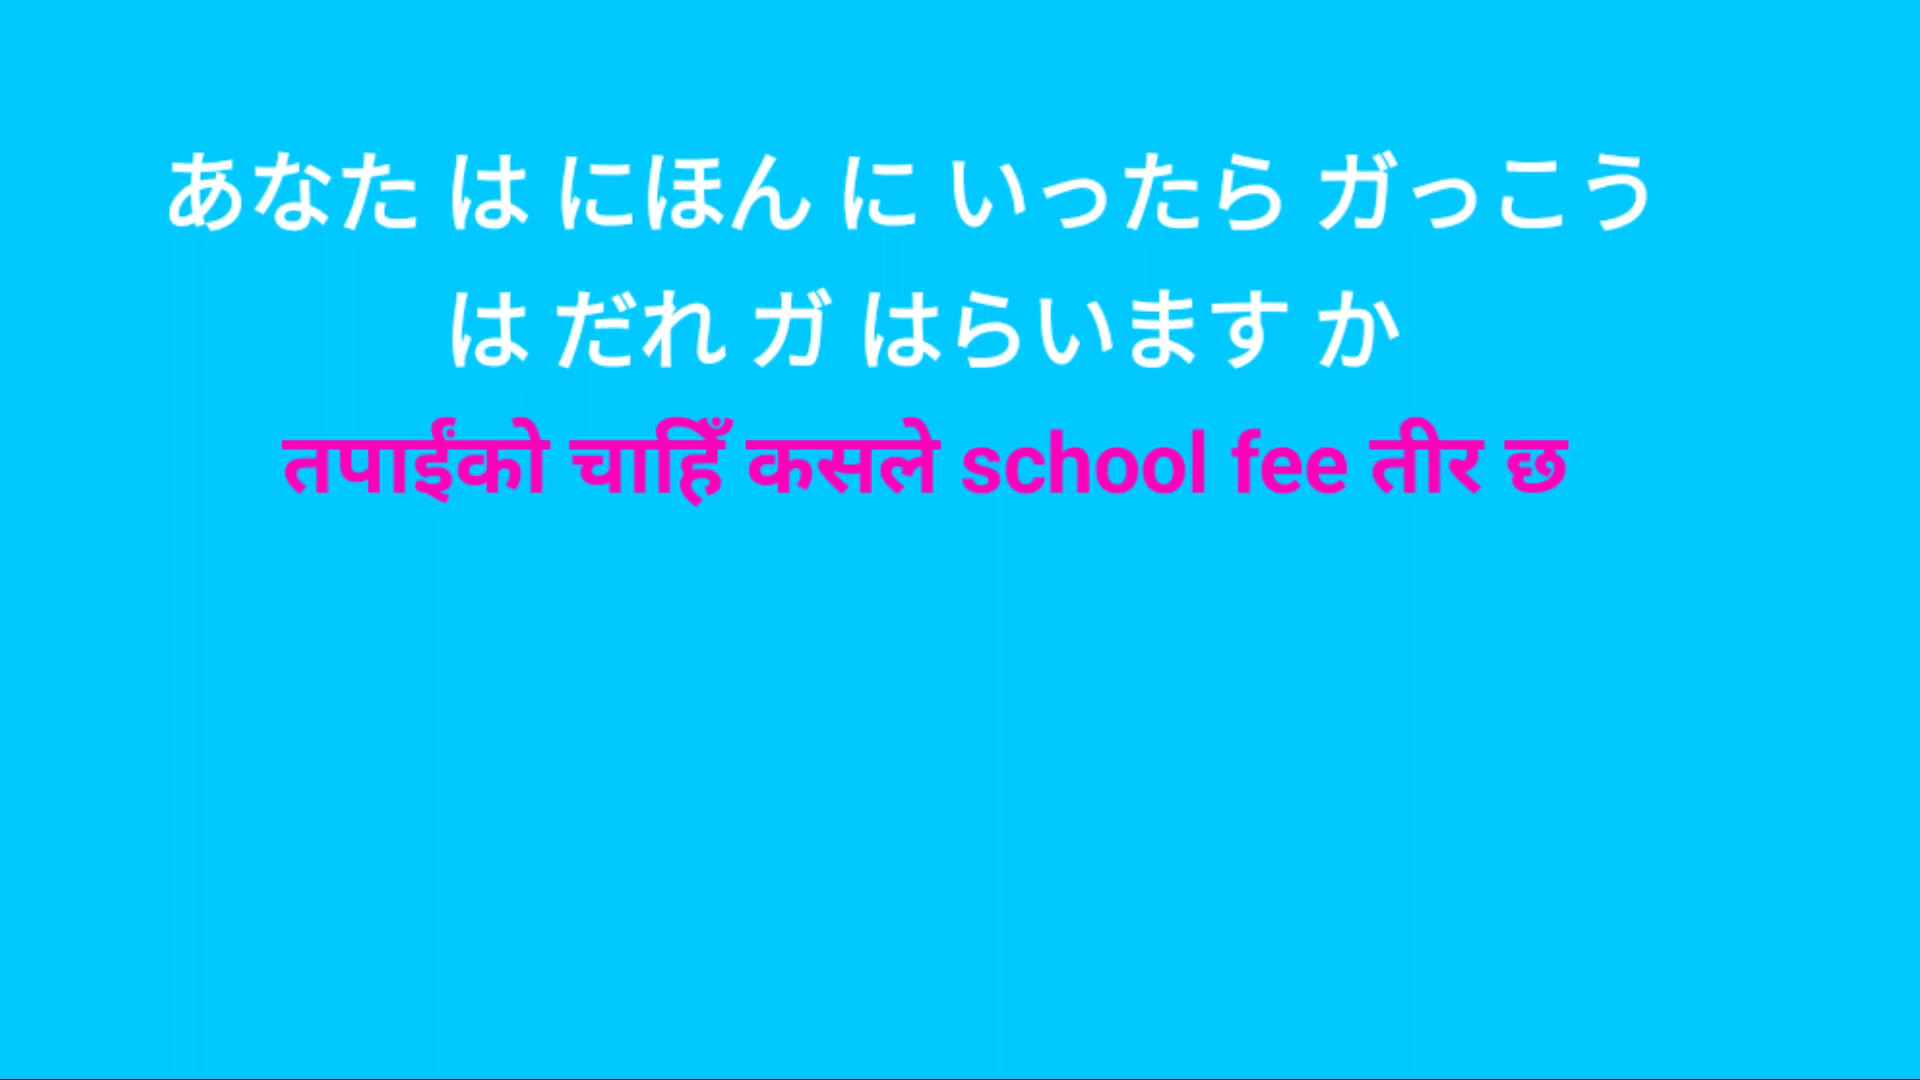 あなた は にほん に いったら ガっこう
は だれ ガ はらいます か
तपाईंको चाहिँ कसले school fee तीर छ